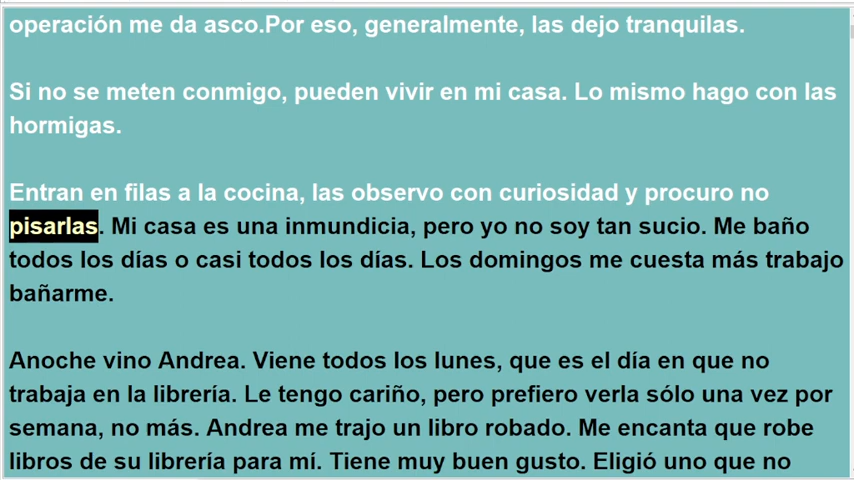 operación me da asco.Por eso, generalmente, las dejo tranquilas.
Si no se meten conmigo, pueden vivir en mi casa. Lo mismo hago con las
hormigas.
Entran en filas a la cocina, las observo con curiosidad y procuro no
pisarlas. Mi casa es una inmundicia, pero yo no soy tan sucio. Me baño
todos los días o casi todos los días. Los domingos me cuesta más trabajo
bañarme.
Anoche vino Andrea. Viene todos los lunes, que es el día en que no
trabaja en la librería. Le tengo cariño, pero prefiero verla sólo una vez por
semana, no más. Andrea me trajo un libro robado. Me encanta que robe
libros de su librería para mí. Tiene muy buen gusto. Eligió uno que no